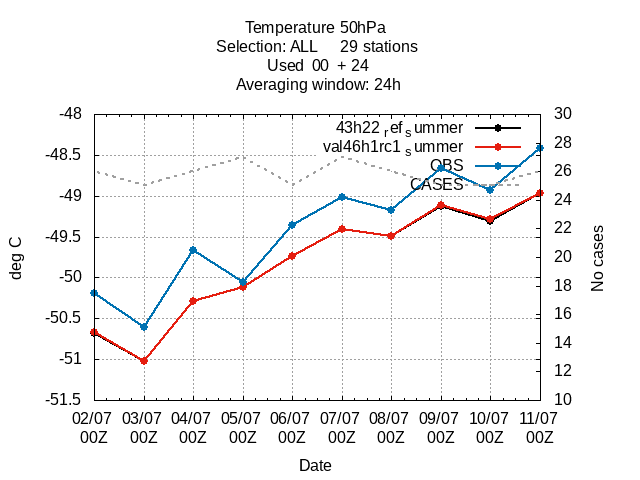 Temperature 50hPa
Selection: ALL 29 stations
Used 00 + 24
Averaging window: 24h
-48
-48.5
-49
-49.5
-50
-50.5
-51
-51.5
deg C
30
28
26
24
22
20
18
16
14
12
10
No cases
43h22 ref summer
val46h1rc1 summer
OBS
CASES
02/07 03/07 04/07 05/07 06/07 07/07 08/07 09/07 10/07 11/07
00Z 00Z 00Z 00Z 00Z 00Z 00Z 00Z 00Z 00Z
Date